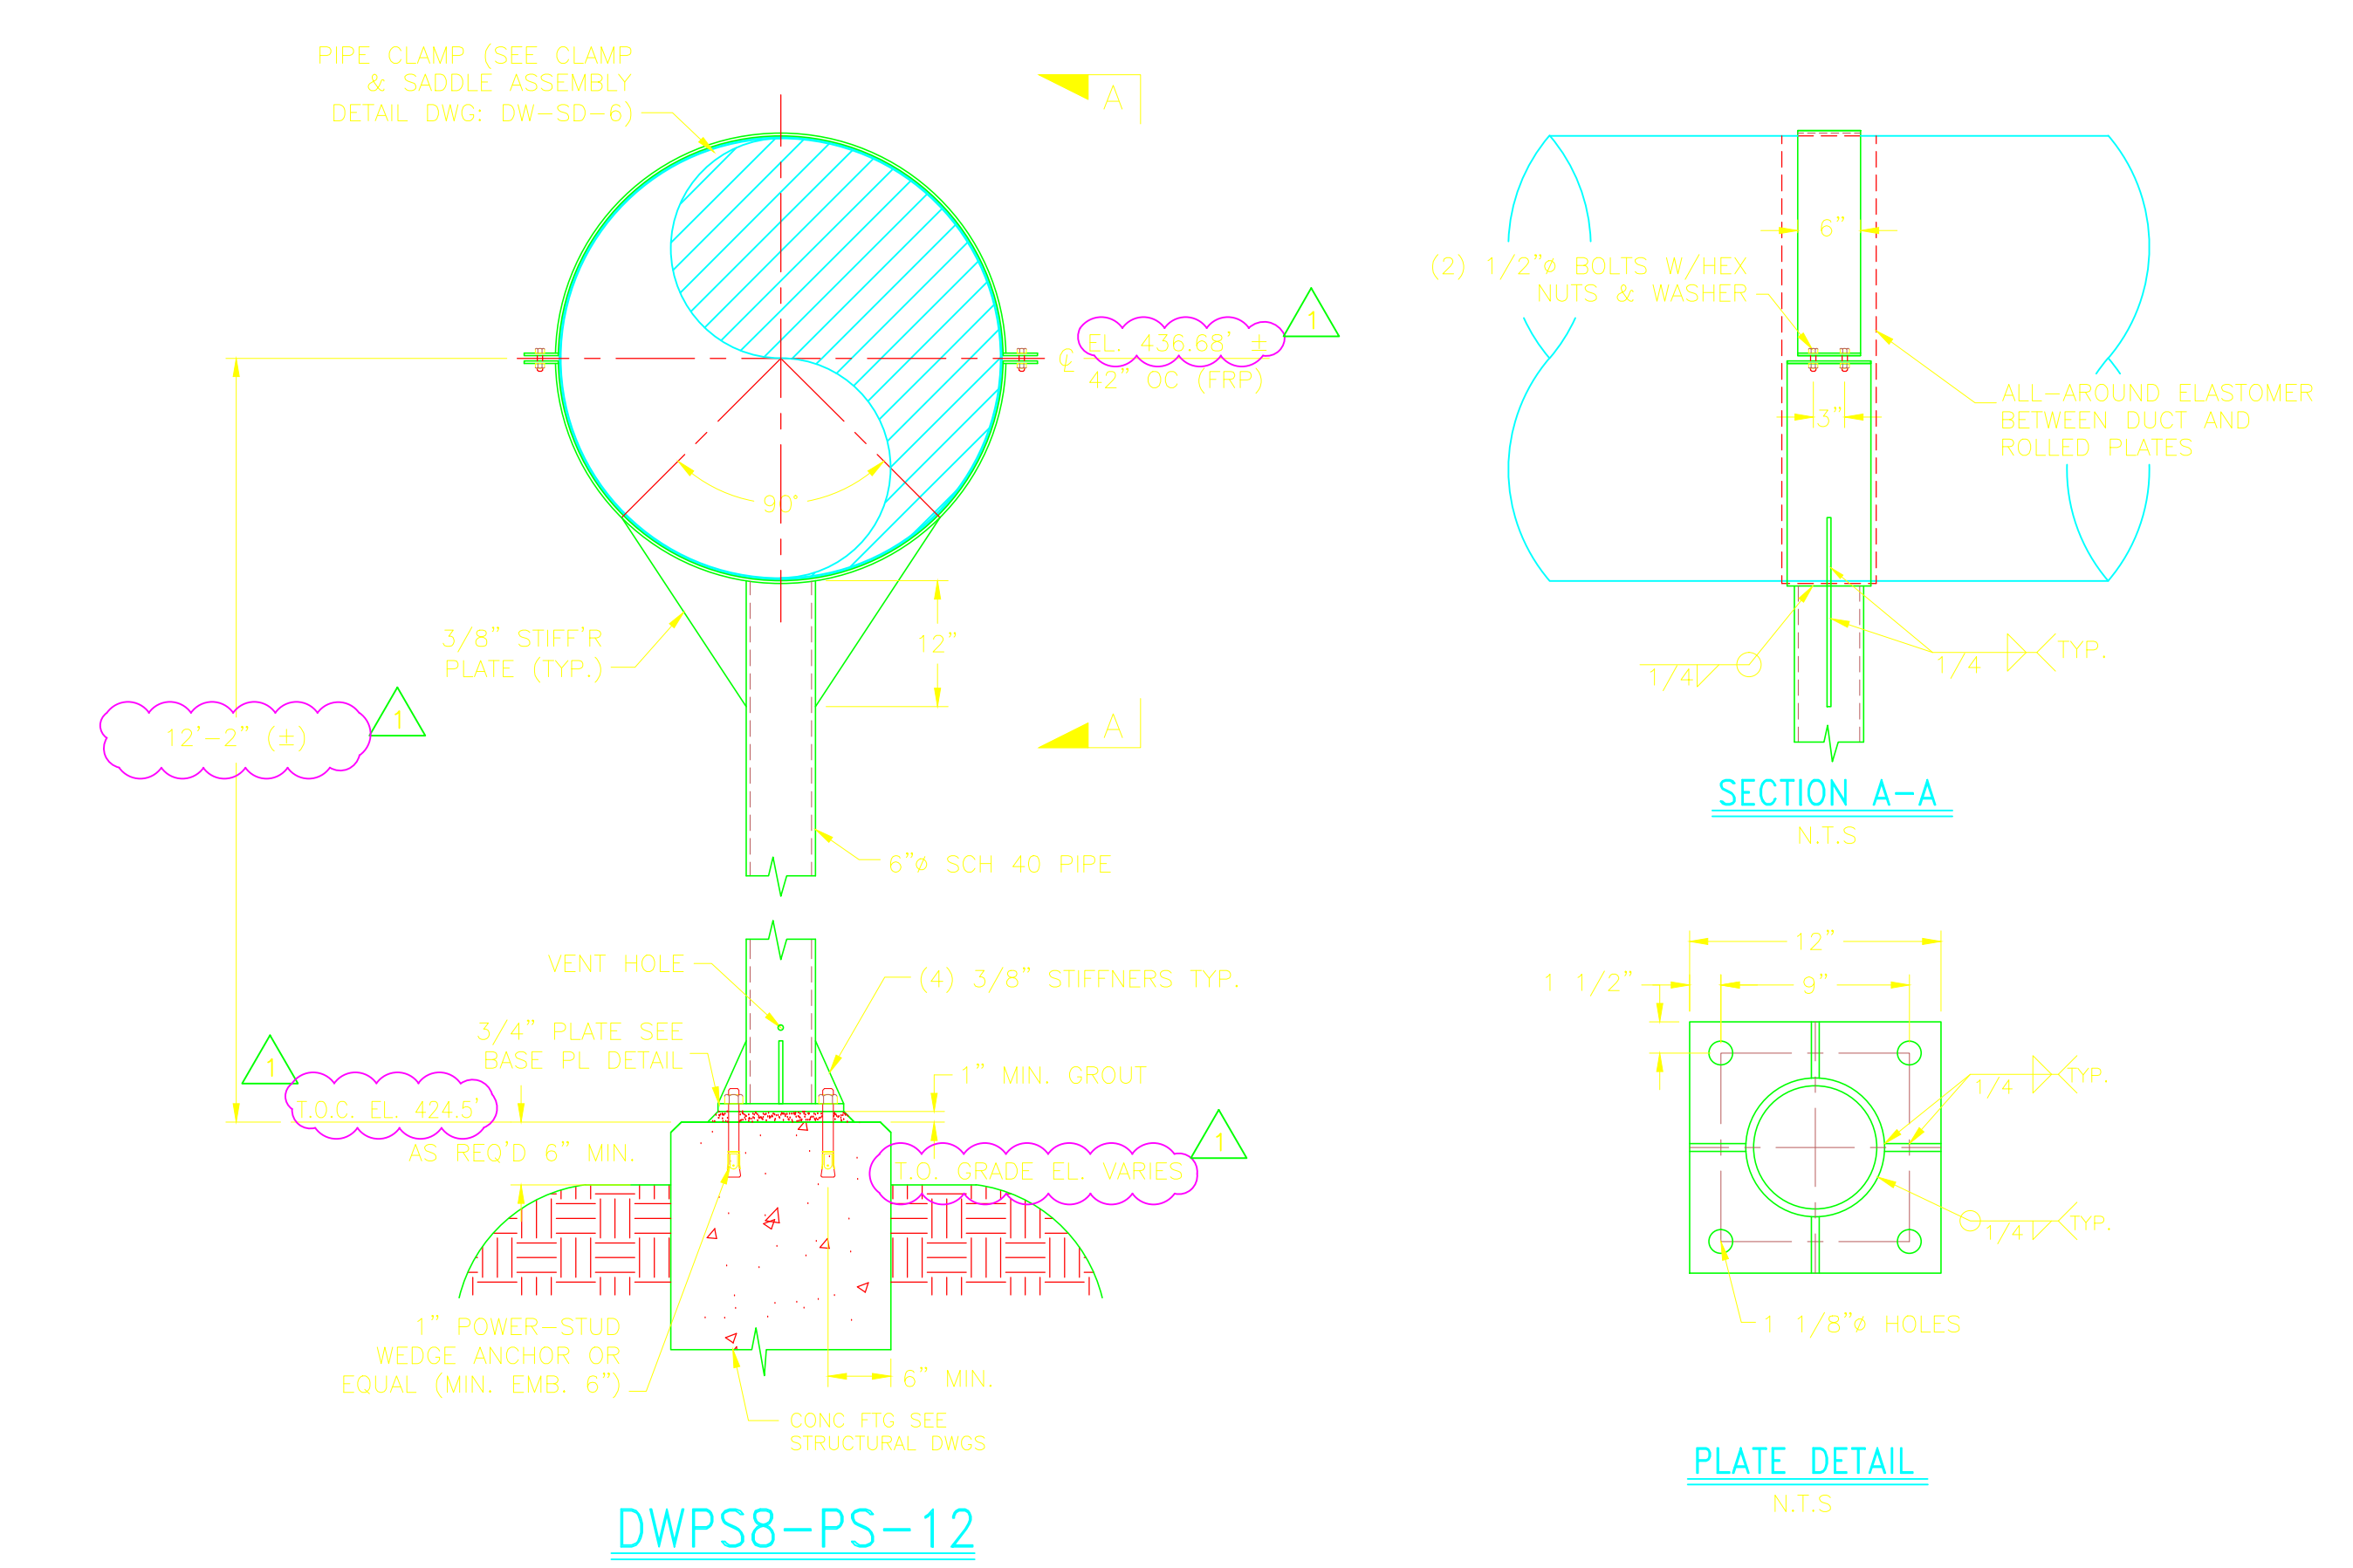 PIPE CLAMP (SEE CLAMP
& SADDLE ASSEMBLY
DETAIL DWG: DW-SD-6)
A
EL. 436.68' ±
1
℄
42" OC (FRP)
90°
3/8" STIFF'R
PLATE (TYP.)
12"
12'-2" (±)
1
A
6"ø SCH 40 PIPE
VENT HOLE
(4) 3/8" STIFFENERS TYP.
3/4" PLATE SEE
BASE PL DETAIL
1" MIN. GROUT
1
T.O.C. EL. 424.5'
AS REQ'D 6" MIN.
1
T.O. GRADE EL. VARIES
1" POWER-STUD
WEDGE ANCHOR OR
EQUAL (MIN. EMB. 6")
6" MIN.
CONC FTG SEE
STRUCTURAL DWGS
DWPS8-PS-12
6"
(2) 1/2"ø BOLTS W/HEX
NUTS & WASHER
3"
ALL-AROUND ELASTOMER
BETWEEN DUCT AND
ROLLED PLATES
1/4
1/4
TYP.
SECTION A-A
N.T.S
12"
1 1/2"
9"
1/4
TYP.
1/4
TYP.
1 1/8"ø HOLES
PLATE DETAIL
N.T.S